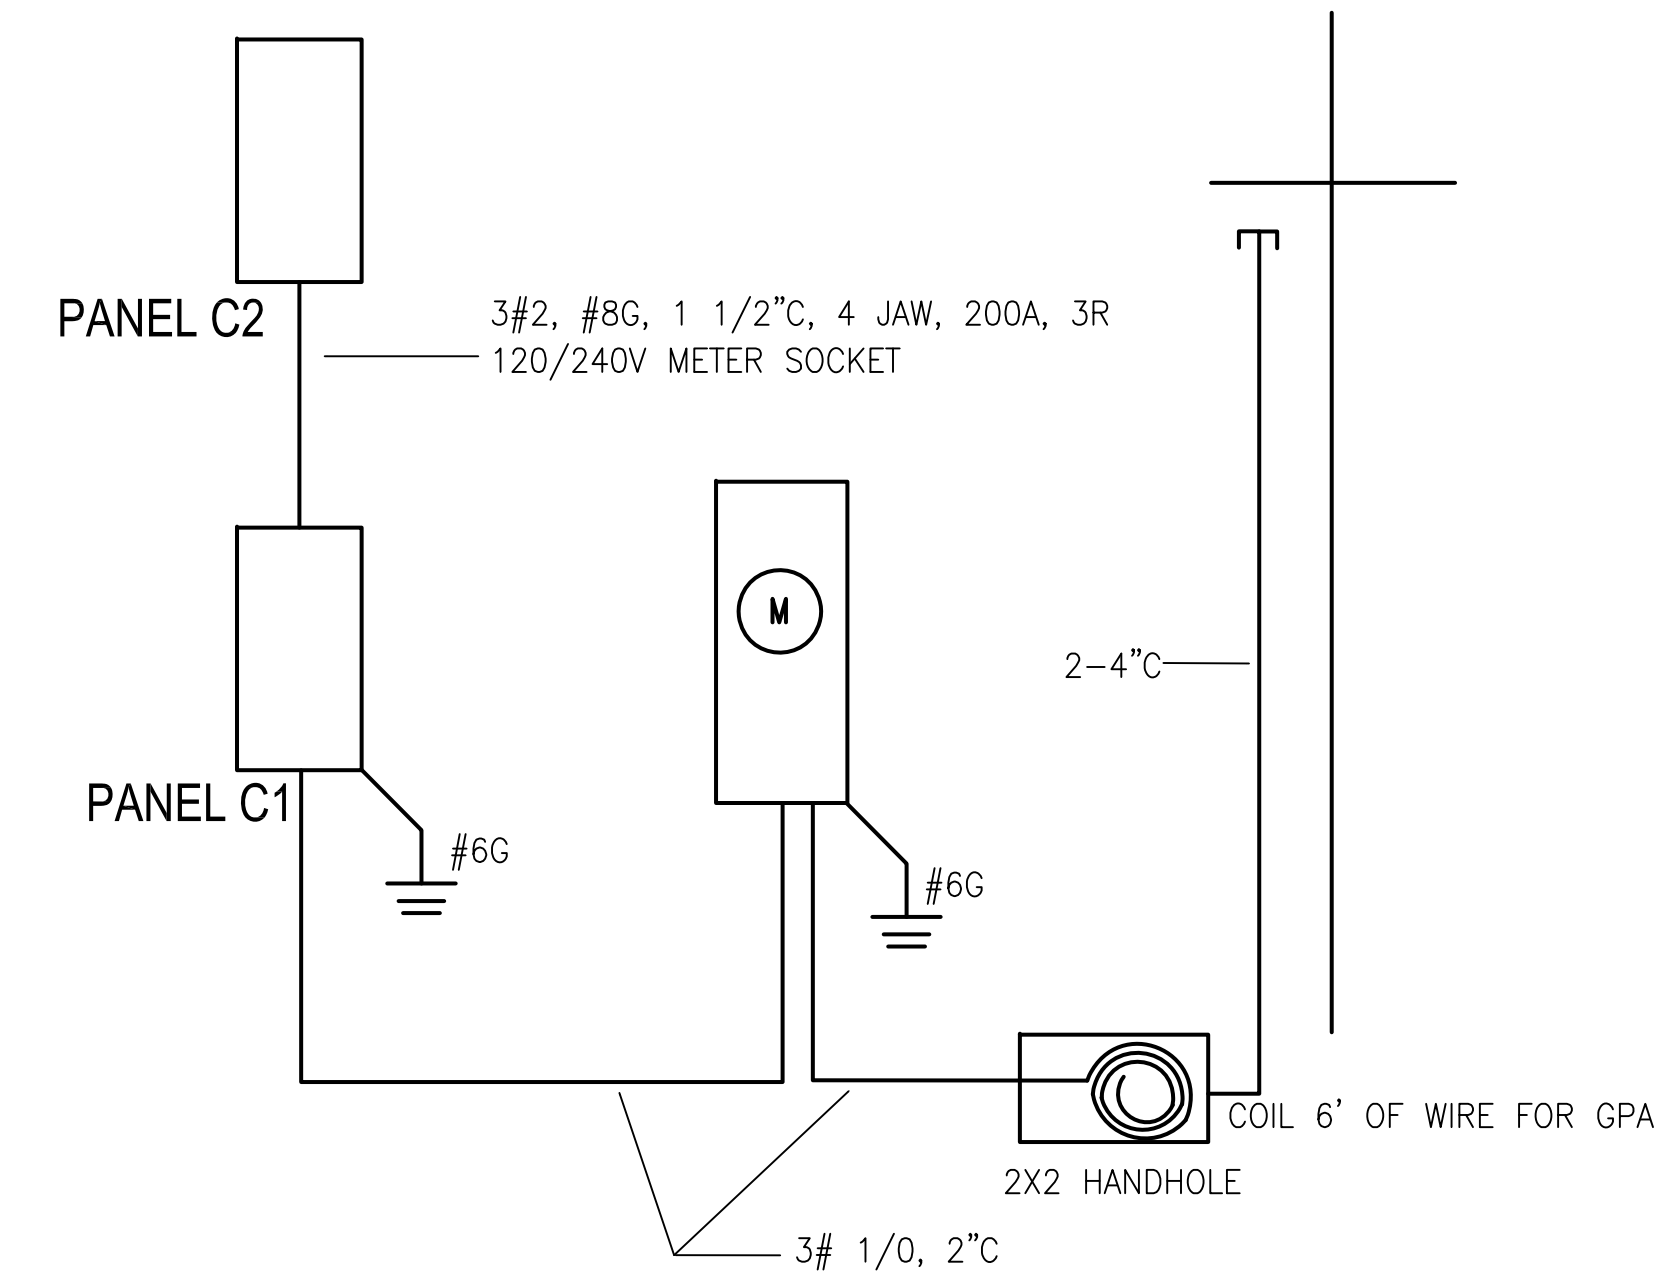 PANEL C2
3#2, #8G, 1 1/2"C, 4 JAW, 200A, 3R
120/240V METER SOCKET
M
2-4"C
PANEL C1
#6G
#6G
COIL 6' OF WIRE FOR GPA
2X2 HANDHOLE
3# 1/0, 2"C